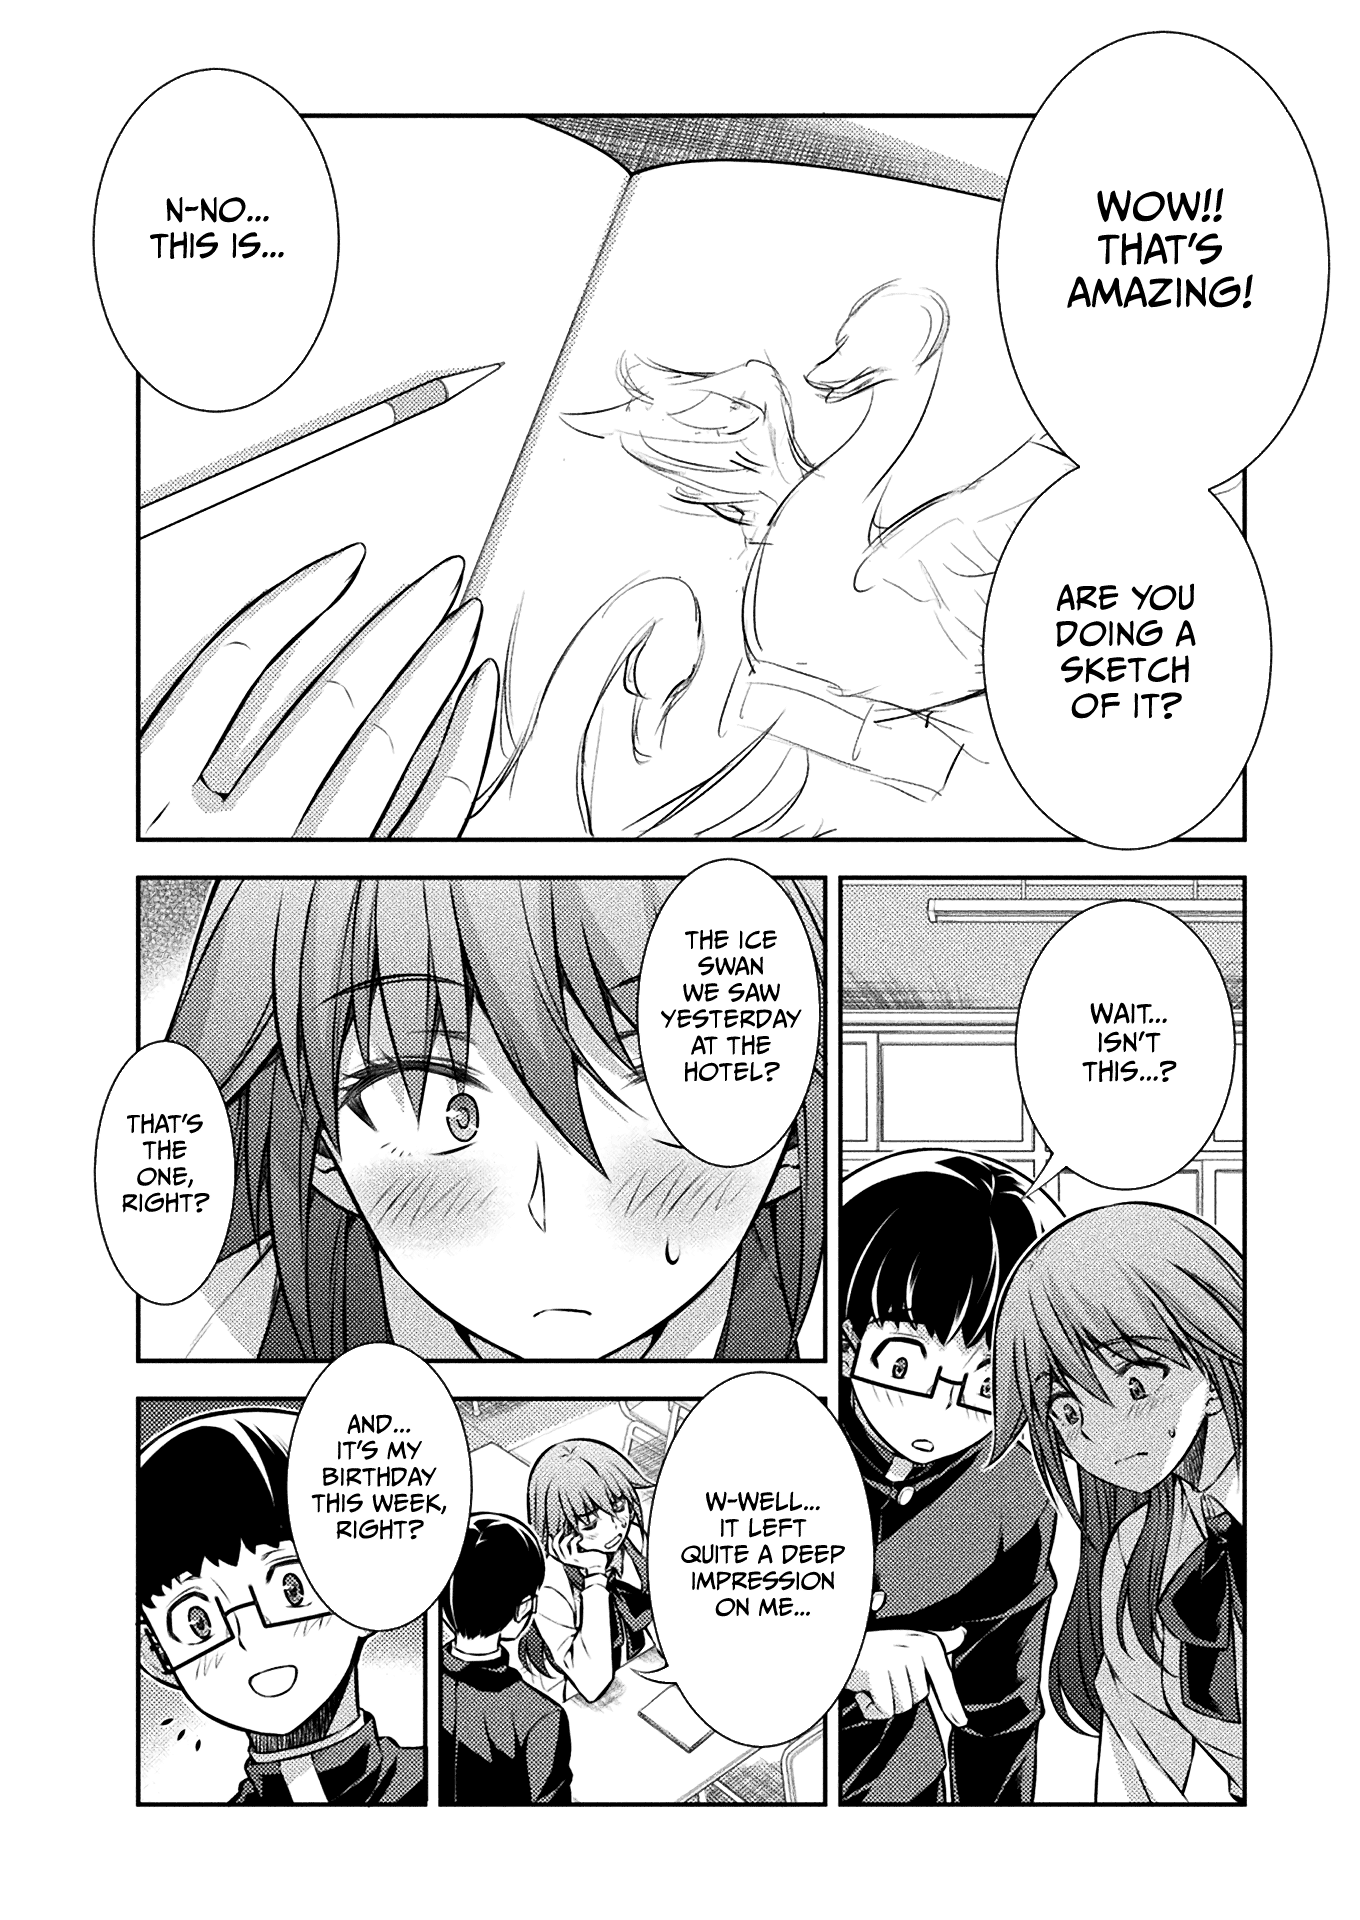 WOW!!
THAT'S
AMAZING!
ARE YOU
DOING A
SKETCH
OF IT?
N-NO...
THIS IS...
WAIT...
ISN'T
THIS...?
THE ICE
SWAN
WE SAW
YESTERDAY
AT THE
HOTEL?
THAT'S
THE
ONE,
RIGHT?
W-WELL...
IT LEFT
QUITE A DEEP
IMPRESSION
ON ME...
AND...
IT'S MY
BIRTHDAY
THIS WEEK,
RIGHT?